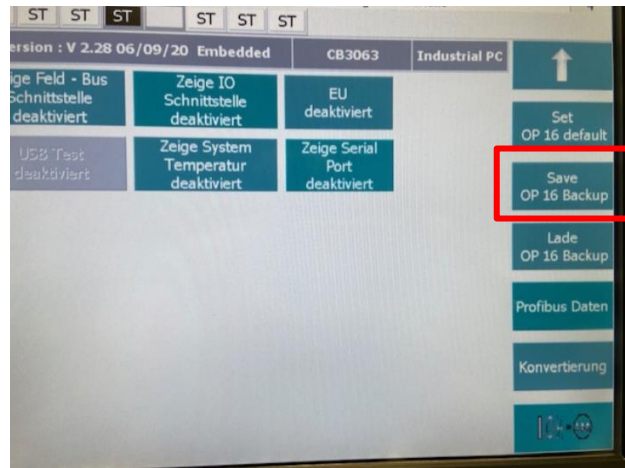 ST ST ST ST ST ST
ersion : V 2.28 06/09/20 Embedded CB3063 Industrial PC
ige Feld - Bus
Schnittstelle
deaktiviert
Zeige IO
Schnittstelle
deaktiviert
EU
deaktiviert
USB Test
deaktiviert
Zeige System
Temperatur
deaktiviert
Zeige Serial
Port
deaktiviert
Set
OP 16 default
Save
OP 16 Backup
Lade
OP 16 Backup
Profibus Daten
Konvertierung